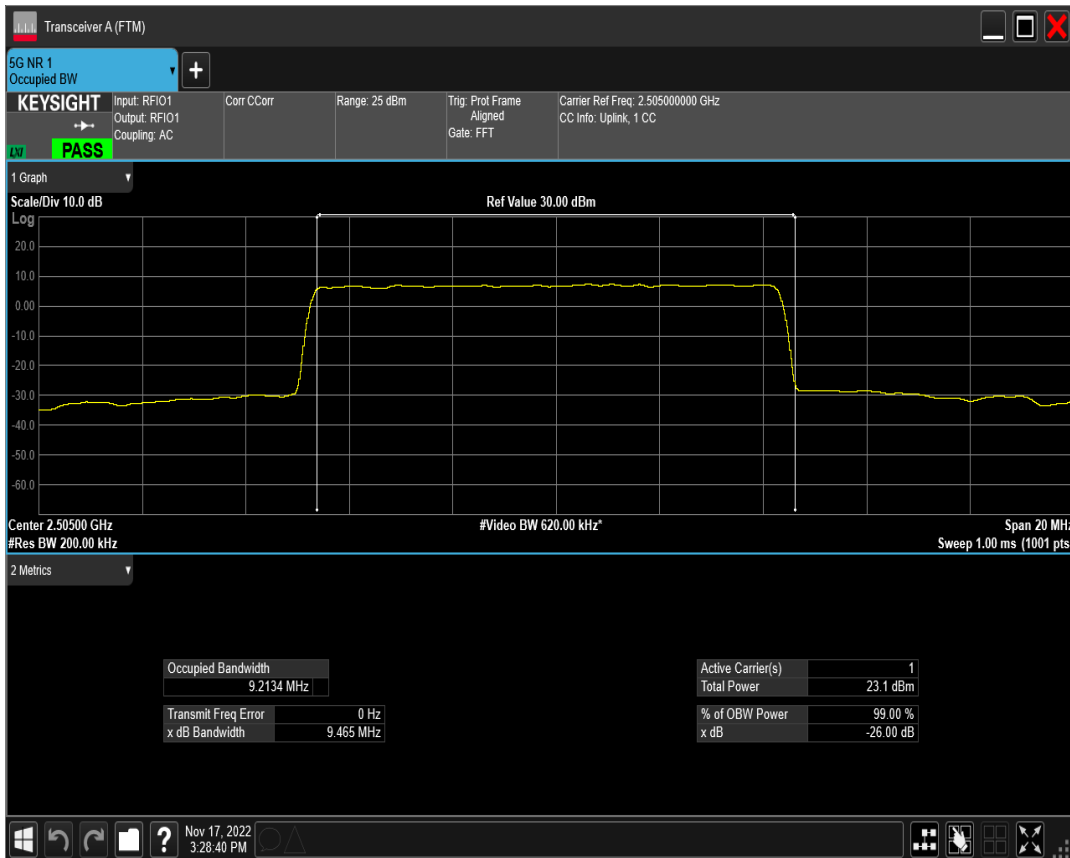 Transceiver A (FTM)
5G NR 1
Occupied BW
+
KEYSIGHT
LXI
PASS
Input: RFIO1
Output: RFIO1
Coupling: AC
Corr CCorr
Range: 25 dBm
Trig: Prot Frame
Aligned
Gate: FFT
Carrier Ref Freq: 2.505000000 GHz
CC Info: Uplink, 1 CC
1 Graph
Scale/Div 10.0 dB
Ref Value 30.00 dBm
Log
20.0
10.0
0.00
-10.0
-20.0
-30.0
-40.0
-50.0
-60.0
Center 2.50500 GHz
#Video BW 620.00 kHz*
Span 20 MHz
#Res BW 200.00 kHz
Sweep 1.00 ms (1001 pts
2 Metrics
Occupied Bandwidth
9.2134 MHz
Transmit Freq Error 0 Hz
x dB Bandwidth 9.465 MHz
Active Carrier(s) 1
Total Power 23.1 dBm
% of OBW Power 99.00 %
x dB -26.00 dB
?
Nov 17, 2022
3:28:40 PM